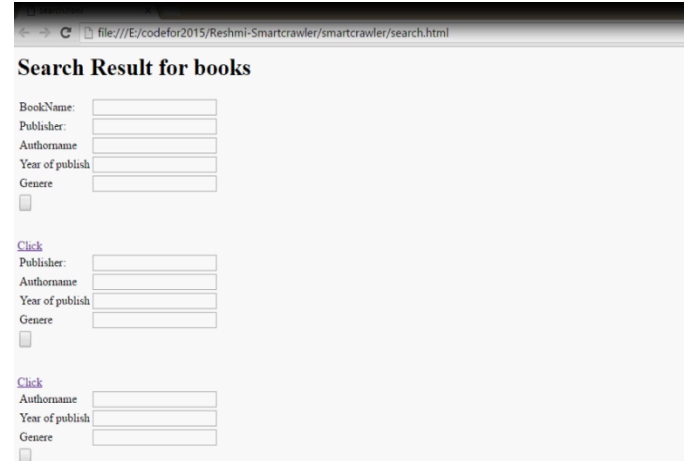 file:///E:/codefor2015/Reshmi-Smartcrawler/smartcrawler/search.html
Search Result for books
BookName:
Publisher:
Authorname
Year of publish
Genere
Click
Publisher:
Authorname
Year of publish
Genere
Click
Authorname
Year of publish
Genere